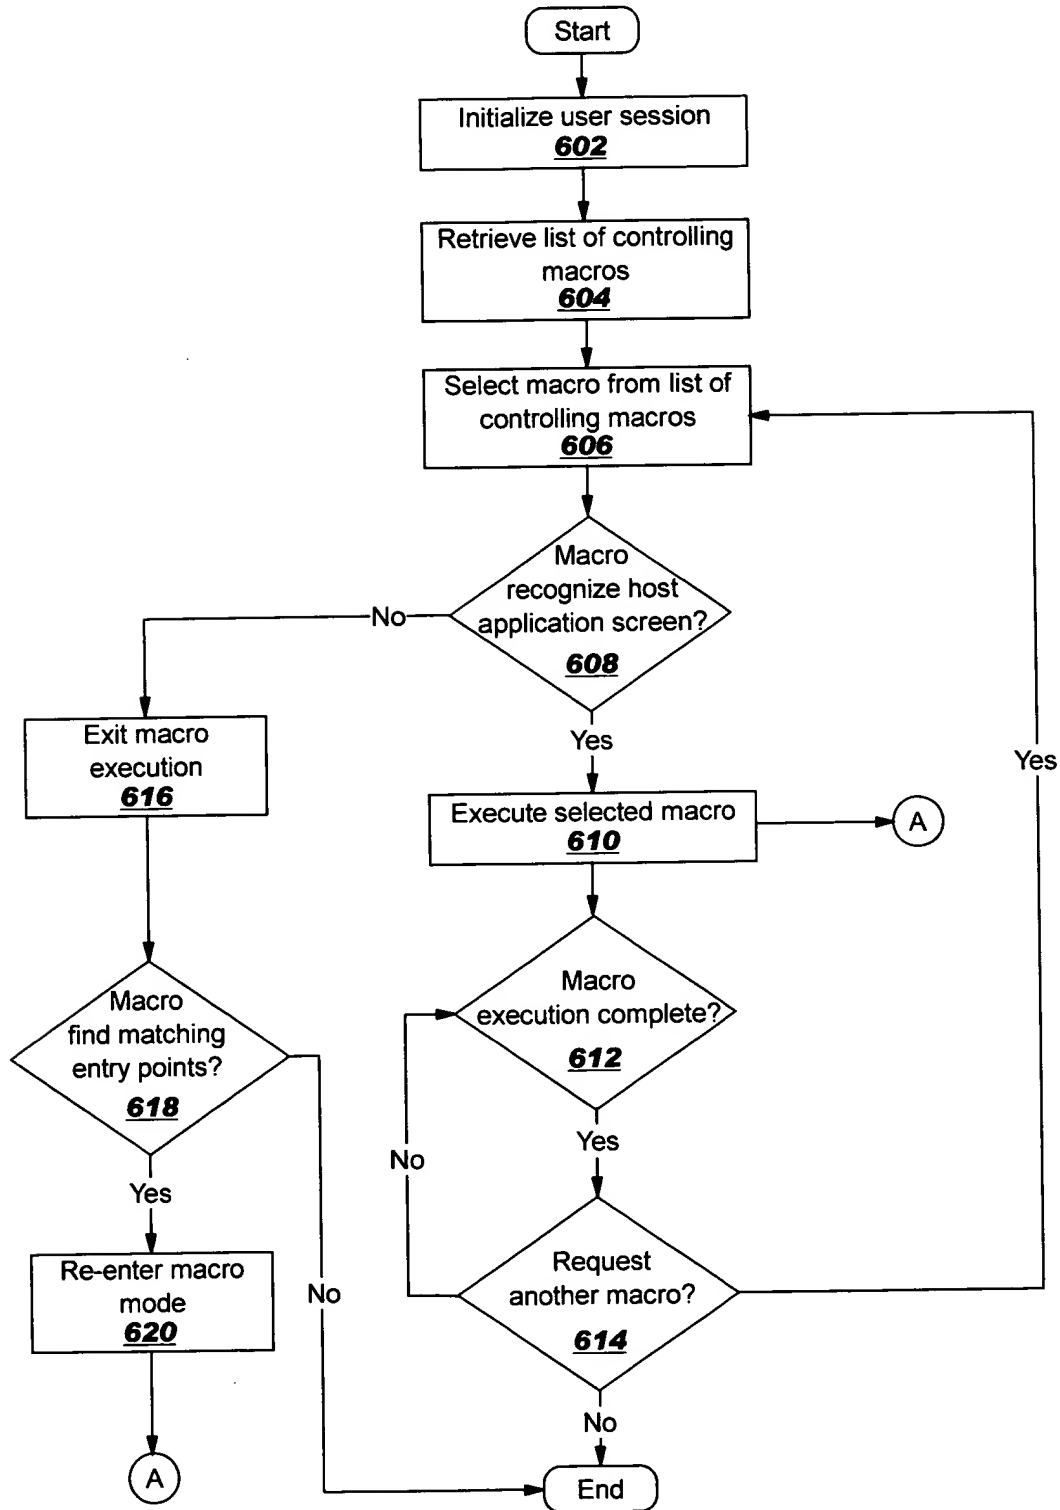 Start
Initialize user session
602
Retrieve list of controlling
macros
604
Select macro from list of
controlling macros
606
Macro
recognize host
application screen?
608
No
Yes
Exit macro
execution
616
Execute selected macro
610
A
Yes
Macro
find matching
entry points?
618
Macro
execution complete?
612
Yes
No
Yes
Re-enter macro
mode
620
No
Request
another macro?
614
No
A
End